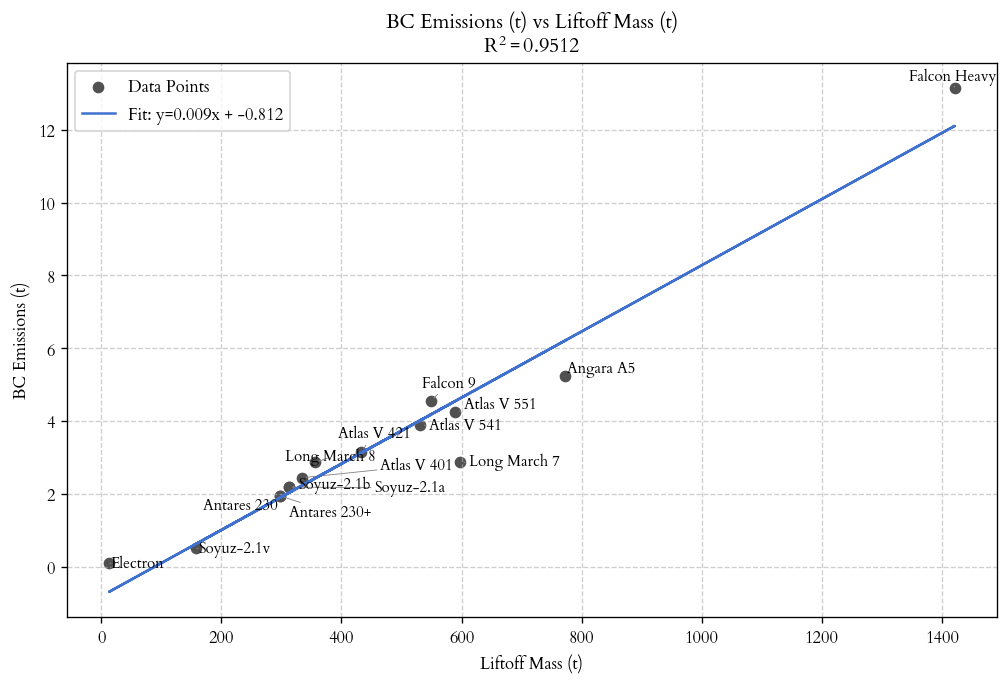 BC Emissions (t) vs Liftoff Mass (t)
R² = 0.9512
Data Points
Fit: y=0.009x + -0.812
Falcon Heavy
Angara A5
Falcon 9
Atlas V 551
Atlas V 541
Atlas V 421
Long March 8
Atlas V 401
Long March 7
Soyuz-2.1b
Soyuz-2.1a
Antares 230
Antares 230+
Soyuz-2.1v
Electron
12
10
8
6
4
2
0
BC Emissions (t)
0 200 400 600 800 1000 1200 1400
Liftoff Mass (t)